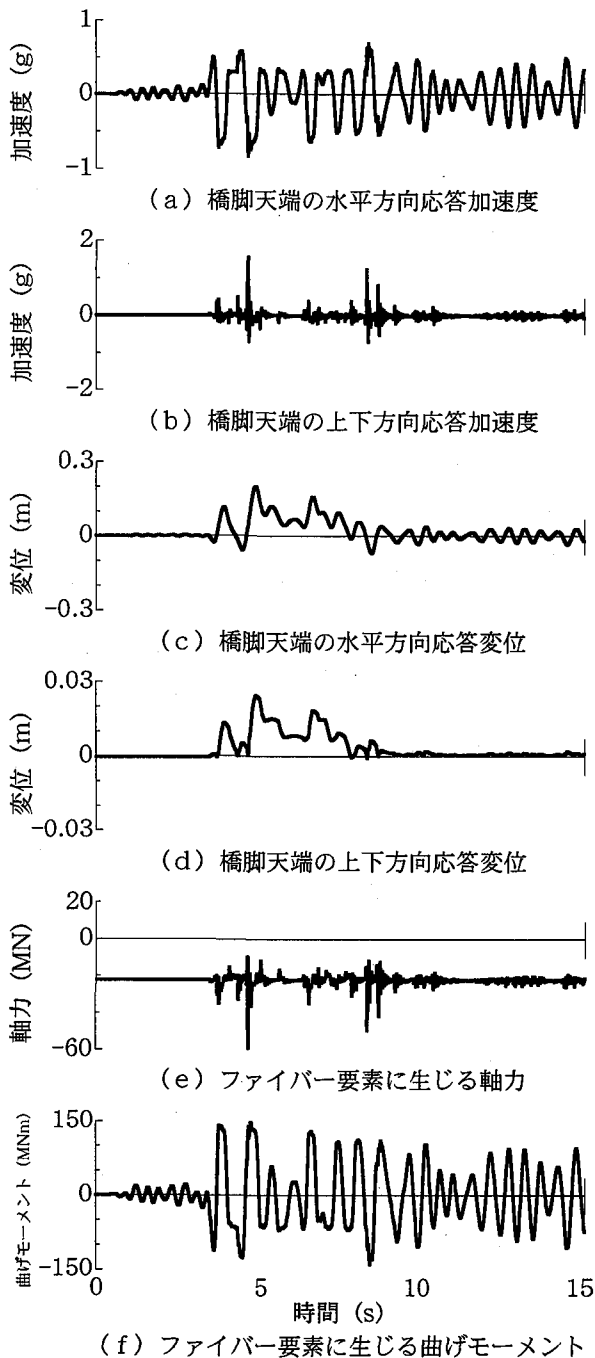 1
0
-1
加速度 (g)
(a) 橋脚天端の水平方向応答加速度
2
0
-2
加速度 (g)
(b) 橋脚天端の上下方向応答加速度
0.3
0
-0.3
変位 (m)
(c) 橋脚天端の水平方向応答変位
0.03
0
-0.03
変位 (m)
(d) 橋脚天端の上下方向応答変位
20
0
-60
軸力 (MN)
(e) ファイバー要素に生じる軸力
150
0
-150
曲げモーメント (MNm)
0 5 10 15
時間 (s)
(f) ファイバー要素に生じる曲げモーメント